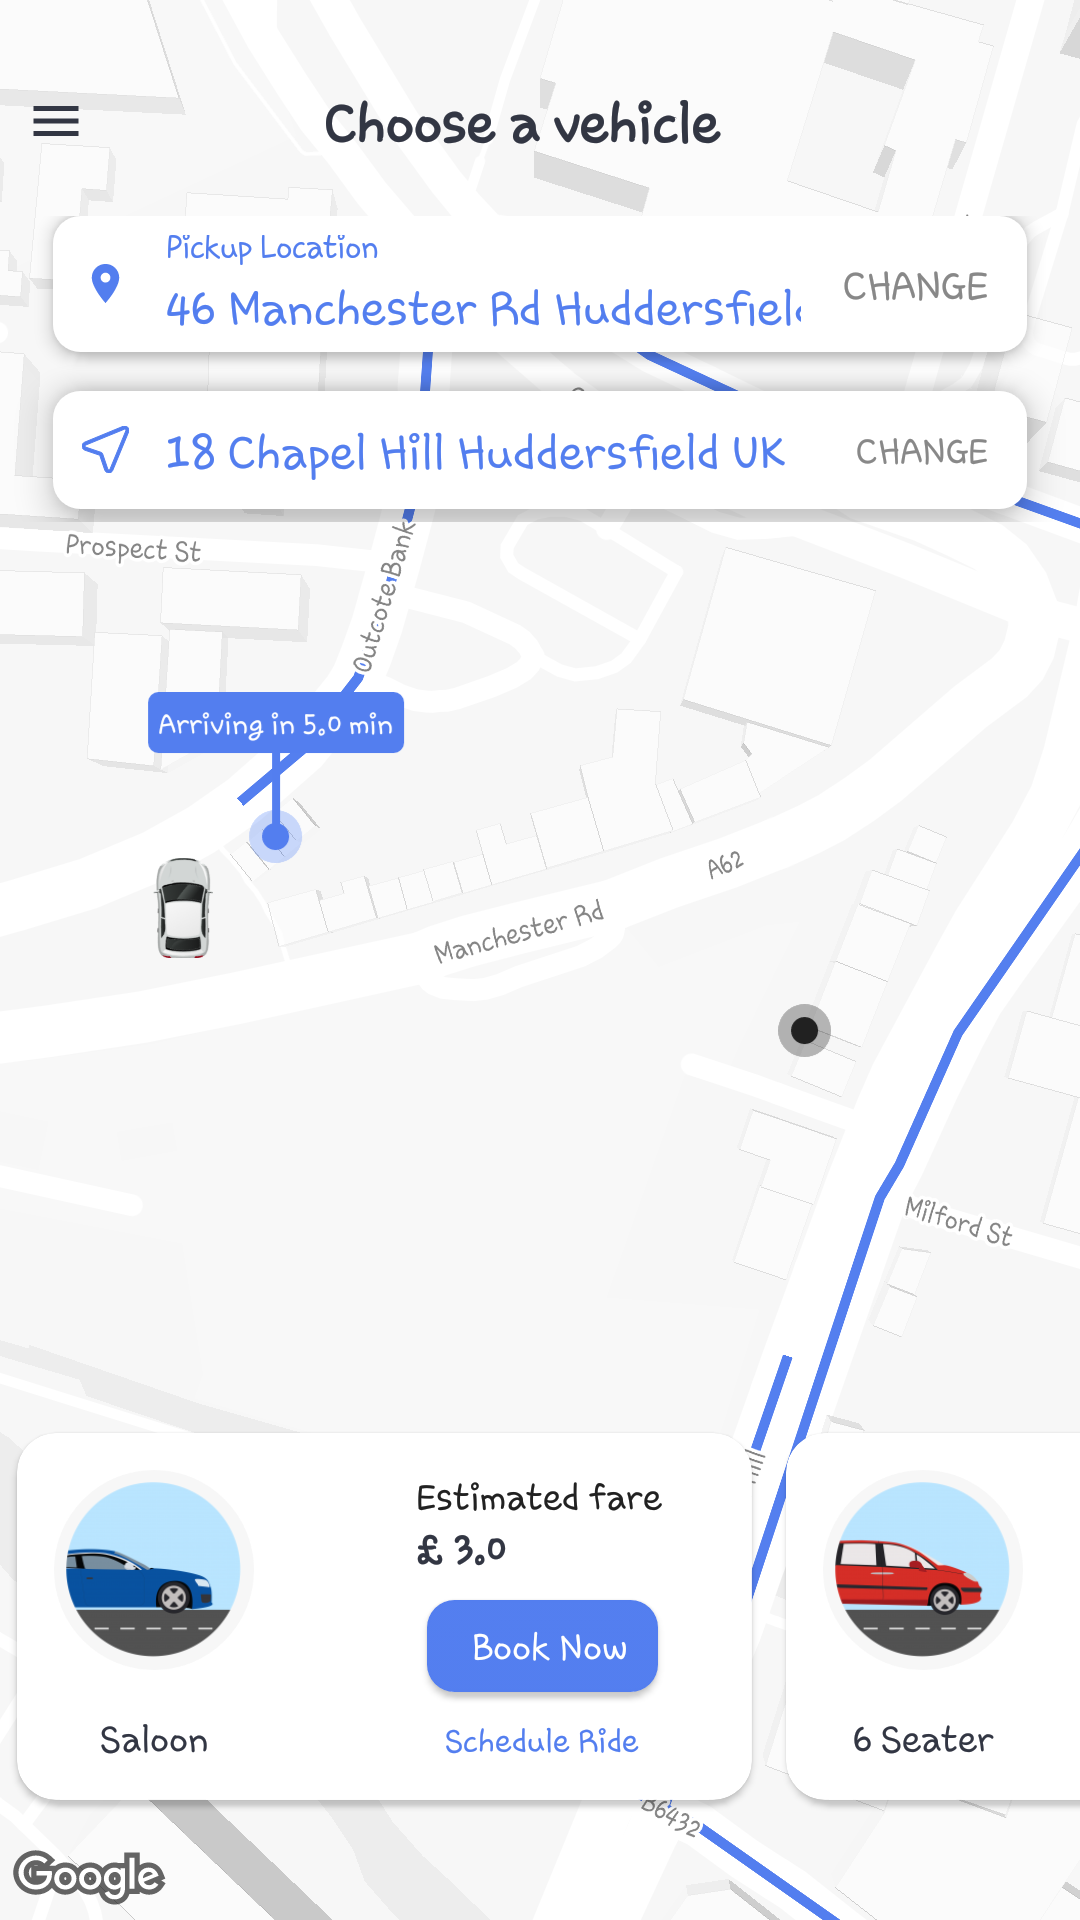 Choose a vehicle
Pickup Location
46 Manchester Rd Huddersfield
CHANGE
18 Chapel Hill Huddersfield UK
CHANGE
Prospect St
Outcote Bank
Arriving in 5.0 min
A62
Manchester Rd
Milford St
Estimated fare
£ 3.0
Book Now
Saloon
Schedule Ride
6 Seater
B6432
Google